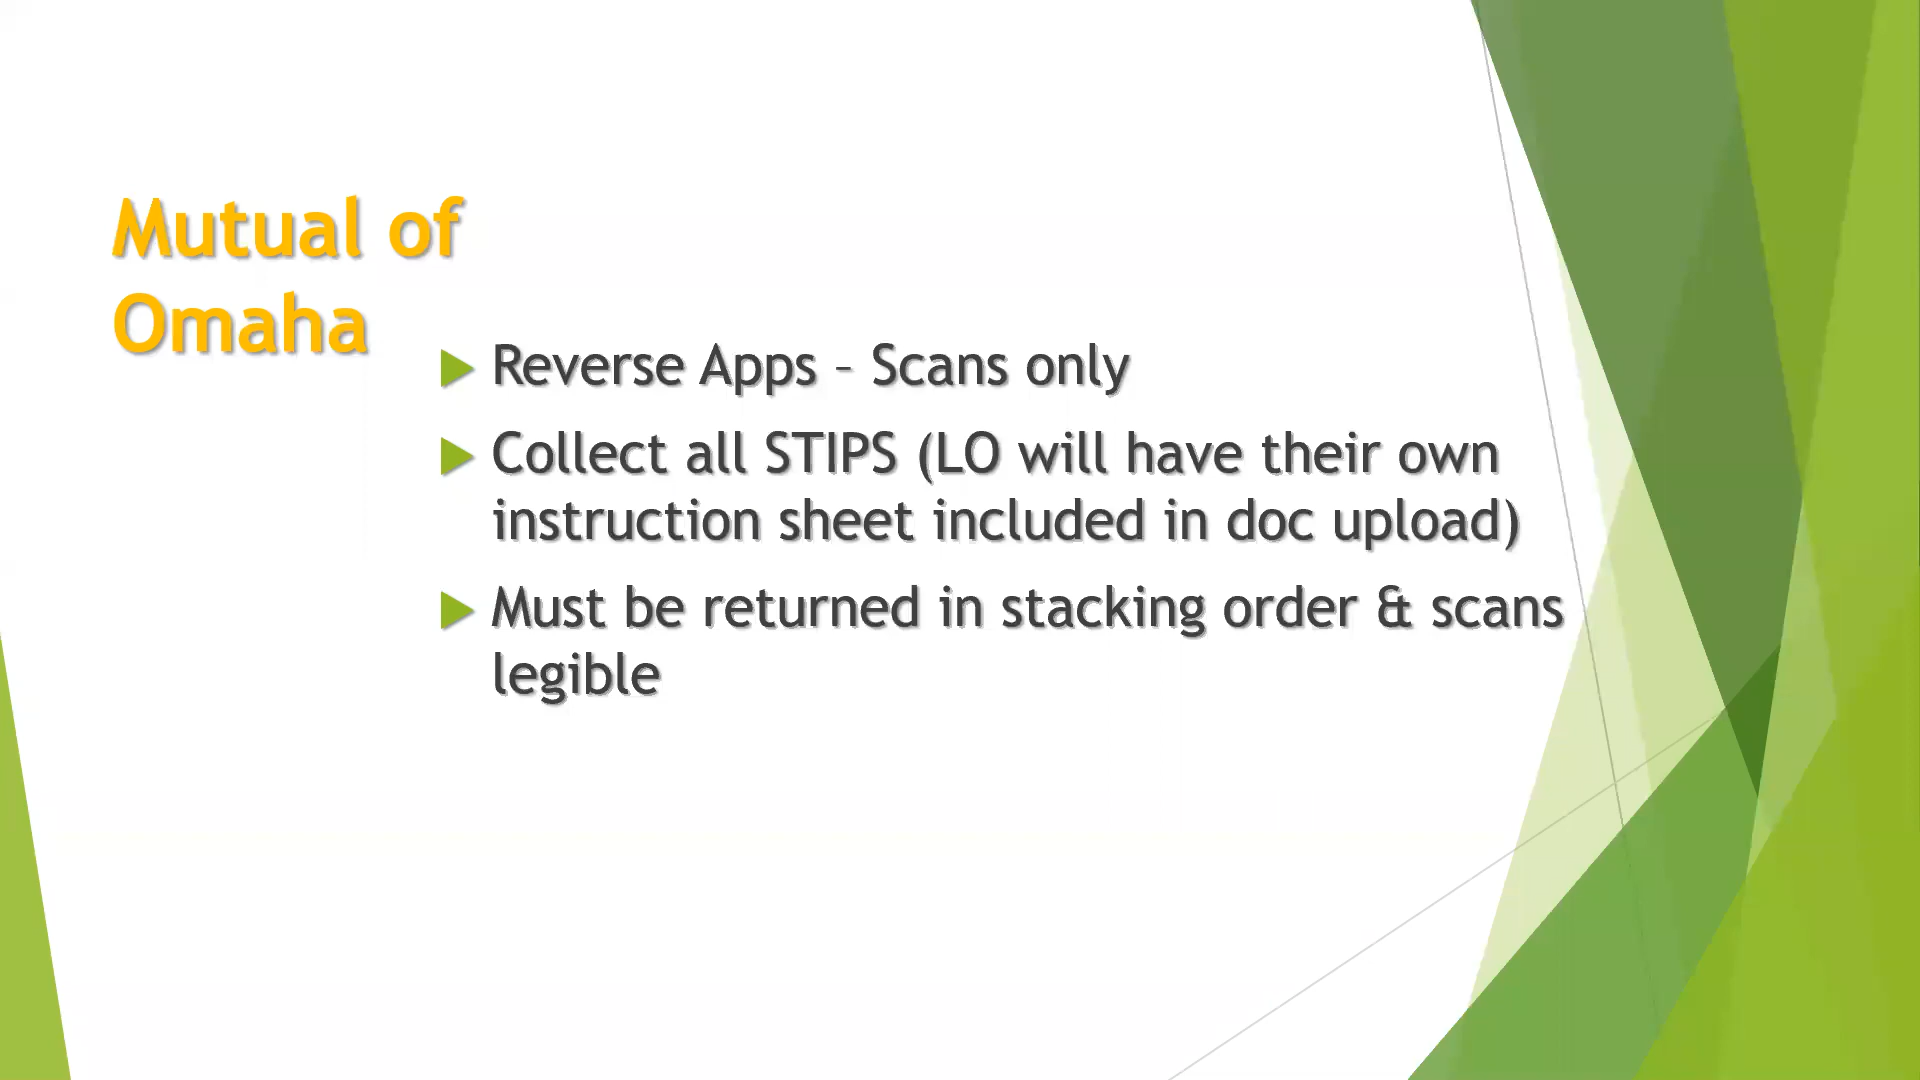 Mutual of
Omaha
Reverse Apps – Scans only
Collect all STIPS (LO will have their own
instruction sheet included in doc upload)
Must be returned in stacking order & scans
legible